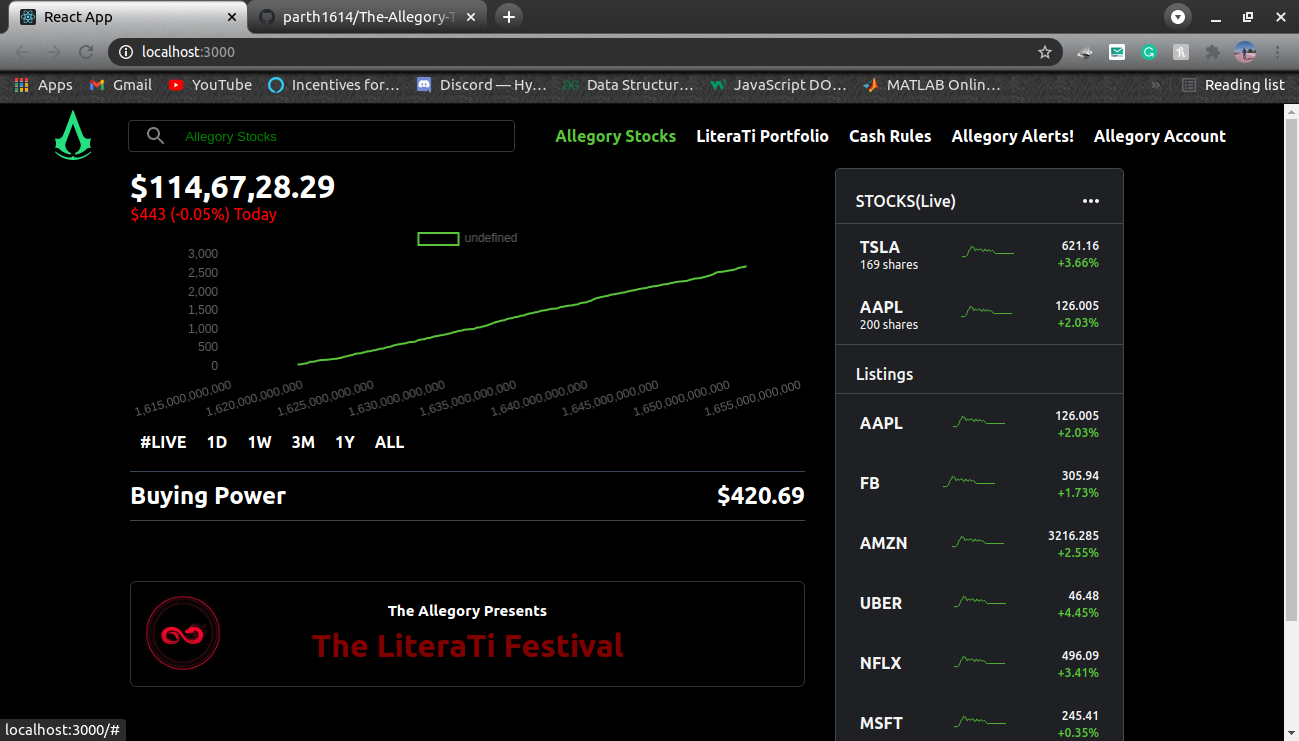 React App
parth1614/The-Allegory-T
localhost:3000
Apps
Gmail
YouTube
Incentives for…
Discord — Hy…
Data Structur…
JavaScript DO…
MATLAB Onlin…
»
Reading list
Allegory Stocks
Allegory Stocks
LiteraTi Portfolio
Cash Rules
Allegory Alerts!
Allegory Account
$114,67,28.29
$443 (-0.05%) Today
undefined
3,000
2,500
2,000
1,500
1,000
500
0
1,615,000,000,000
1,620,000,000,000
1,625,000,000,000
1,630,000,000,000
1,635,000,000,000
1,640,000,000,000
1,645,000,000,000
1,650,000,000,000
1,655,000,000,000
#LIVE 1D 1W 3M 1Y ALL
Buying Power $420.69
The Allegory Presents
The LiteraTi Festival
STOCKS(Live)
TSLA 621.16
169 shares +3.66%
AAPL 126.005
200 shares +2.03%
Listings
AAPL 126.005
+2.03%
FB 305.94
+1.73%
AMZN 3216.285
+2.55%
UBER 46.48
+4.45%
NFLX 496.09
+3.41%
MSFT 245.41
+0.35%
localhost:3000/#